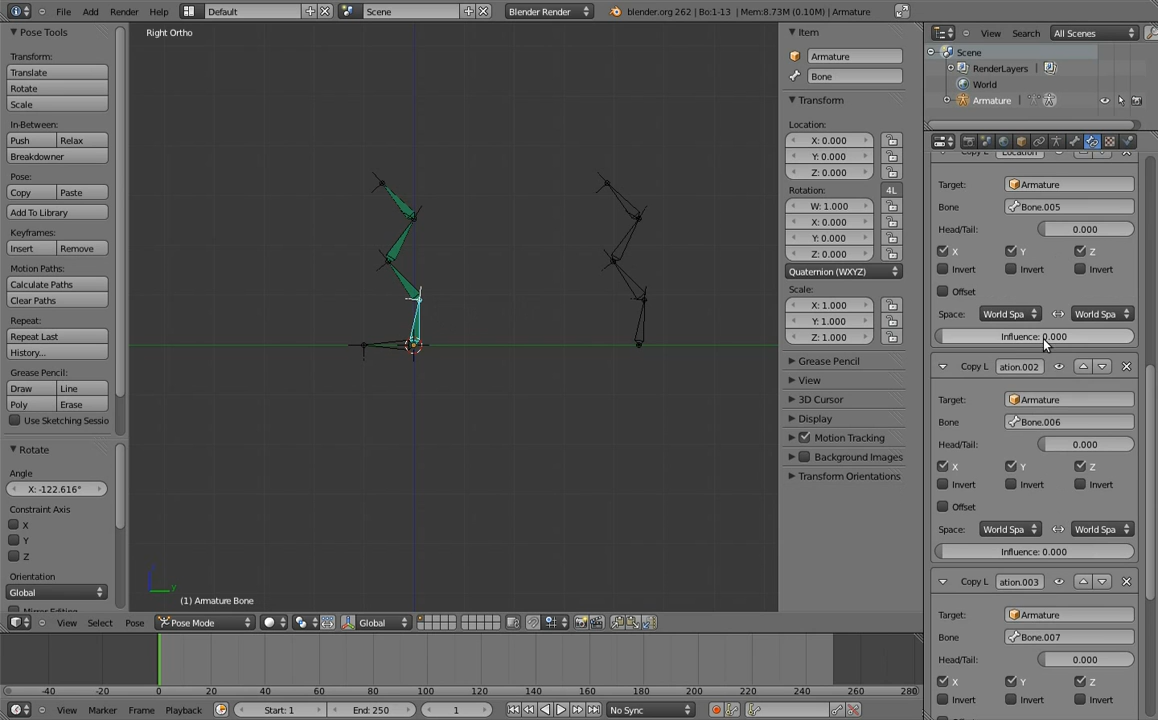 File
Add
Render
Help
Default
Scene
Blender Render
blender.org 262 | Bo:1-13 | Mem:8.73M (0.10M) | Armature
Pose Tools
Transform:
Translate
Rotate
Scale
In-Between:
Push
Relax
Breakdowner
Pose:
Copy
Paste
Add To Library
Keyframes:
Insert
Remove
Motion Paths:
Calculate Paths
Clear Paths
Repeat:
Repeat Last
History...
Grease Pencil:
Draw
Line
Poly
Erase
Use Sketching Sessio
Rotate
Angle
X: -122.616°
Constraint Axis
X
Y
Z
Orientation
Global
Mirror Editing
Right Ortho
y
(1) Armature Bone
View
Select
Pose
Pose Mode
Global
Item
Armature
Bone
Transform
Location:
X: 0.000
Y: 0.000
Z: 0.000
Rotation:
4L
W: 1.000
X: 0.000
Y: 0.000
Z: 0.000
Quaternion (WXYZ)
Scale:
X: 1.000
Y: 1.000
Z: 1.000
Grease Pencil
View
3D Cursor
Display
Motion Tracking
Background Images
Transform Orientations
View
Search
All Scenes
Scene
RenderLayers
World
Armature
Copy L
Location
Target:
Armature
Bone
Bone.005
Head/Tail:
0.000
X
Y
Z
Invert
Invert
Invert
Offset
Space:
World Spa
World Spa
Influence: 0.000
Copy L
ation.002
Target:
Armature
Bone
Bone.006
Head/Tail:
0.000
X
Y
Z
Invert
Invert
Invert
Offset
Space:
World Spa
World Spa
Influence: 0.000
Copy L
ation.003
Target:
Armature
Bone
Bone.007
Head/Tail:
0.000
X
Y
Z
Invert
Invert
Invert
-40
-20
0
20
40
60
80
100
120
140
160
180
200
220
240
260
280
View
Marker
Frame
Playback
Start: 1
End: 250
1
No Sync